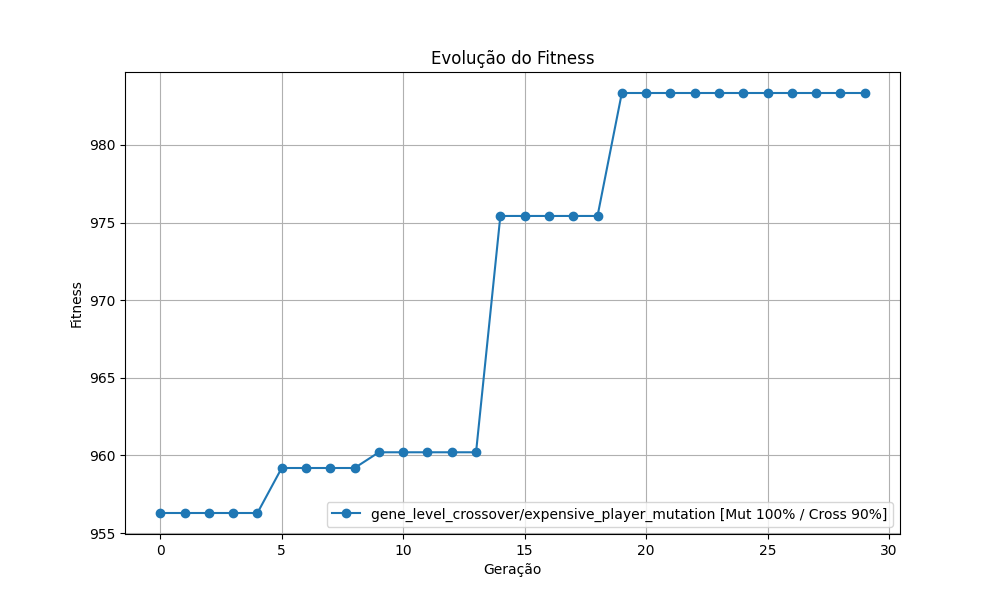 Evolução do Fitness
Fitness
980
975
970
965
960
955
gene_level_crossover/expensive_player_mutation [Mut 100% / Cross 90%]
0 5 10 15 20 25 30
Geração